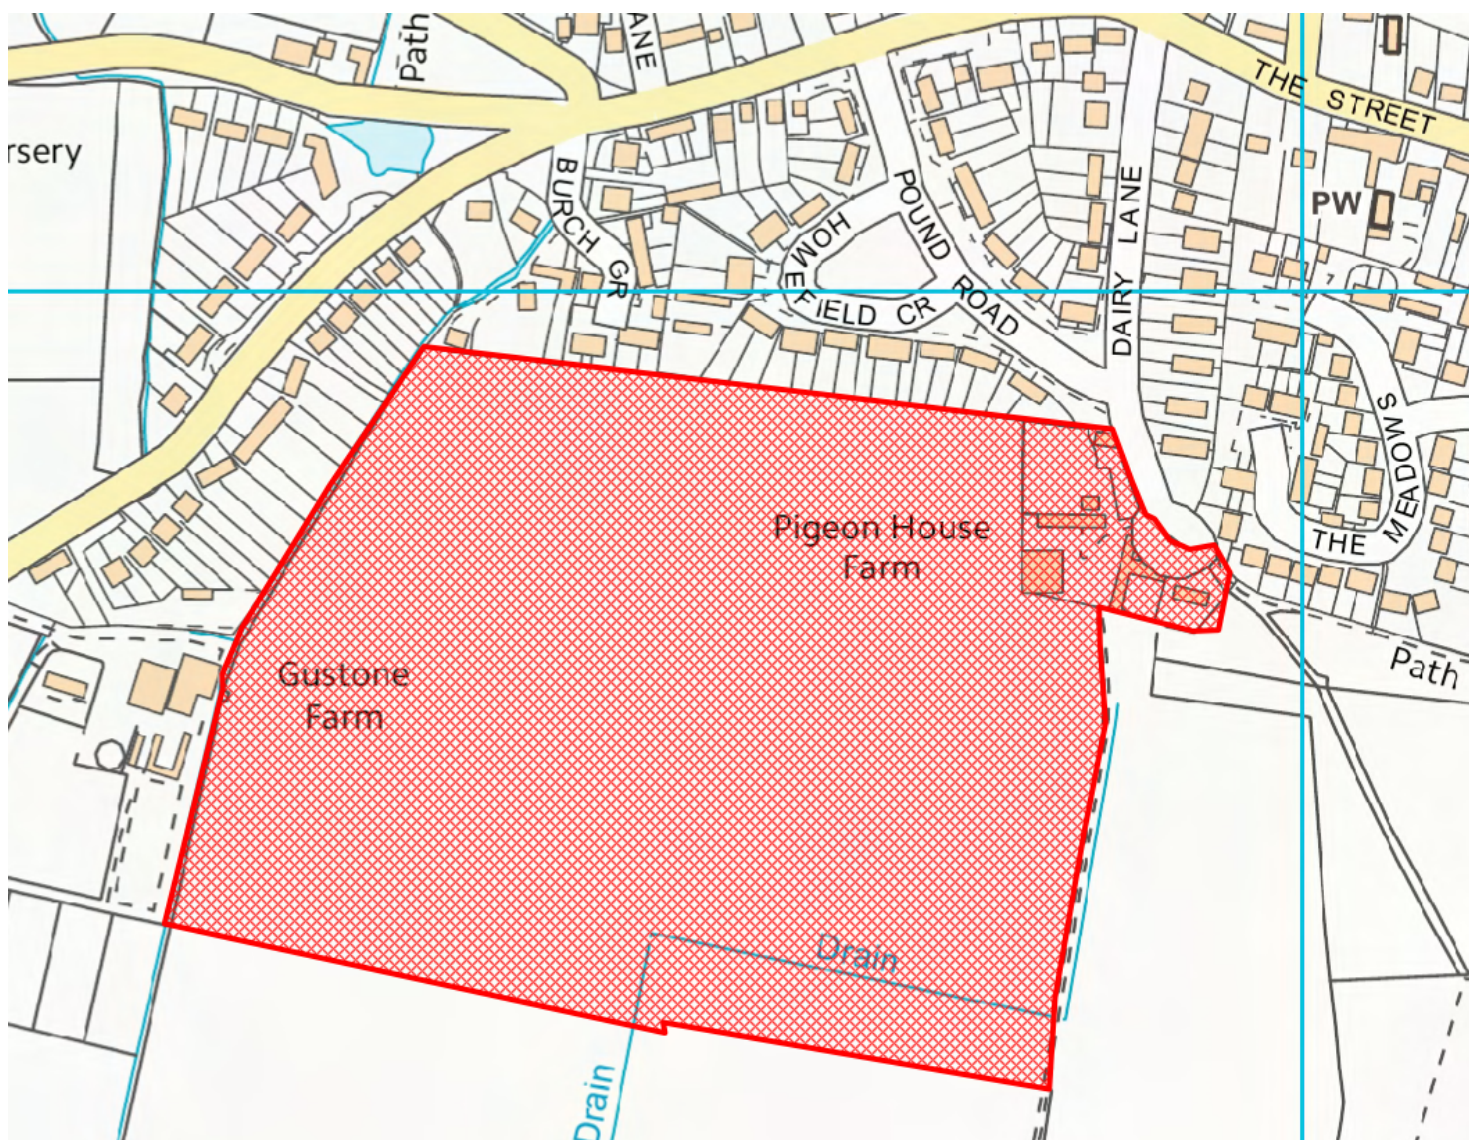 Path
ANE
THE STREET
rsery
BURCH GR
PW
POUND ROAD
HOMEFIELD CR
DAIRY LANE
THE MEADOWS
Pigeon House
Farm
Path
Gustone
Farm
Drain
Drain